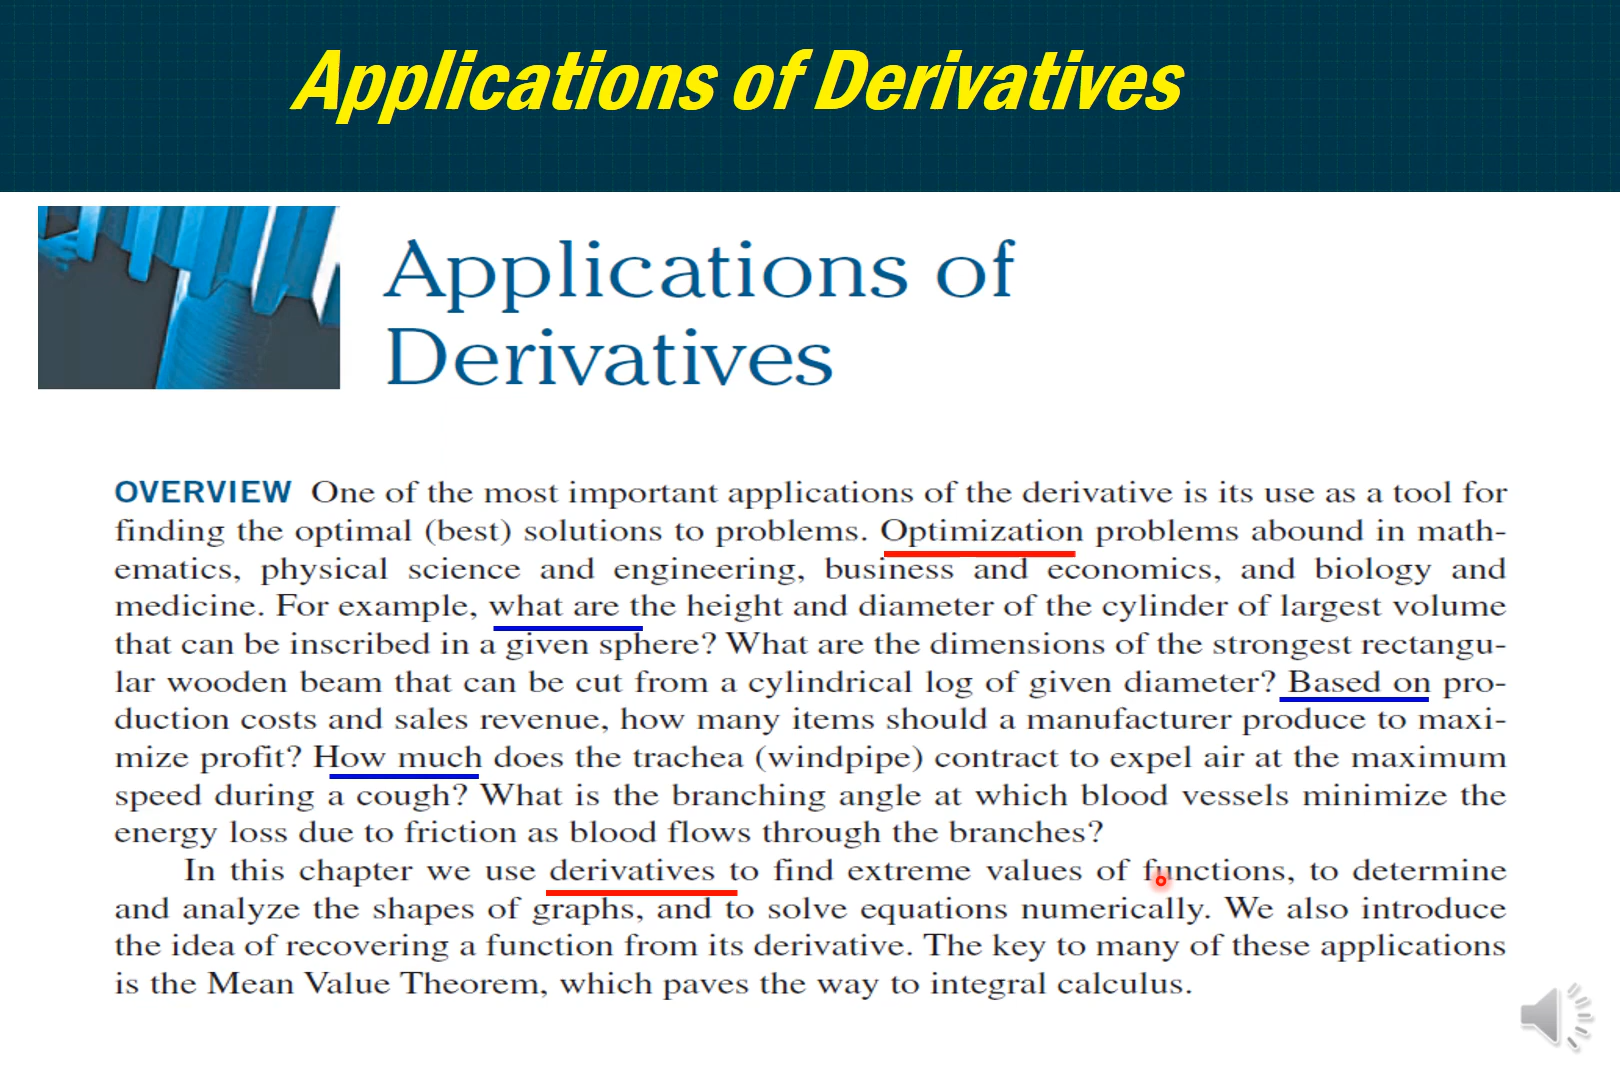 Applications of Derivatives
Applications of
Derivatives
OVERVIEW One of the most important applications of the derivative is its use as a tool for
finding the optimal (best) solutions to problems. Optimization problems abound in math-
ematics, physical science and engineering, business and economics, and biology and
medicine. For example, what are the height and diameter of the cylinder of largest volume
that can be inscribed in a given sphere? What are the dimensions of the strongest rectangu-
lar wooden beam that can be cut from a cylindrical log of given diameter? Based on pro-
duction costs and sales revenue, how many items should a manufacturer produce to maxi-
mize profit? How much does the trachea (windpipe) contract to expel air at the maximum
speed during a cough? What is the branching angle at which blood vessels minimize the
energy loss due to friction as blood flows through the branches?
In this chapter we use derivatives to find extreme values of functions, to determine
and analyze the shapes of graphs, and to solve equations numerically. We also introduce
the idea of recovering a function from its derivative. The key to many of these applications
is the Mean Value Theorem, which paves the way to integral calculus.